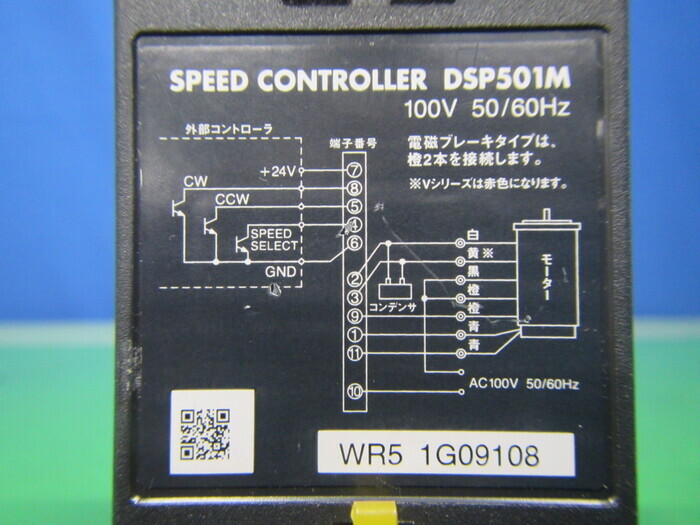 SPEED CONTROLLER DSP501M
100V 50/60Hz
電磁ブレーキタイプは、
橙2本を接続します。
※Vシリーズは赤色になります。
外部コントローラ
端子番号
+24V
⑦
CW
⑧
CCW
⑤
④
SPEED
SELECT
⑥
GND
②
③
⑨
①
⑪
⑩
コンデンサ
白
黄※
黒
橙
橙
青
青
モーター
AC100V 50/60Hz
WR5 1G09108